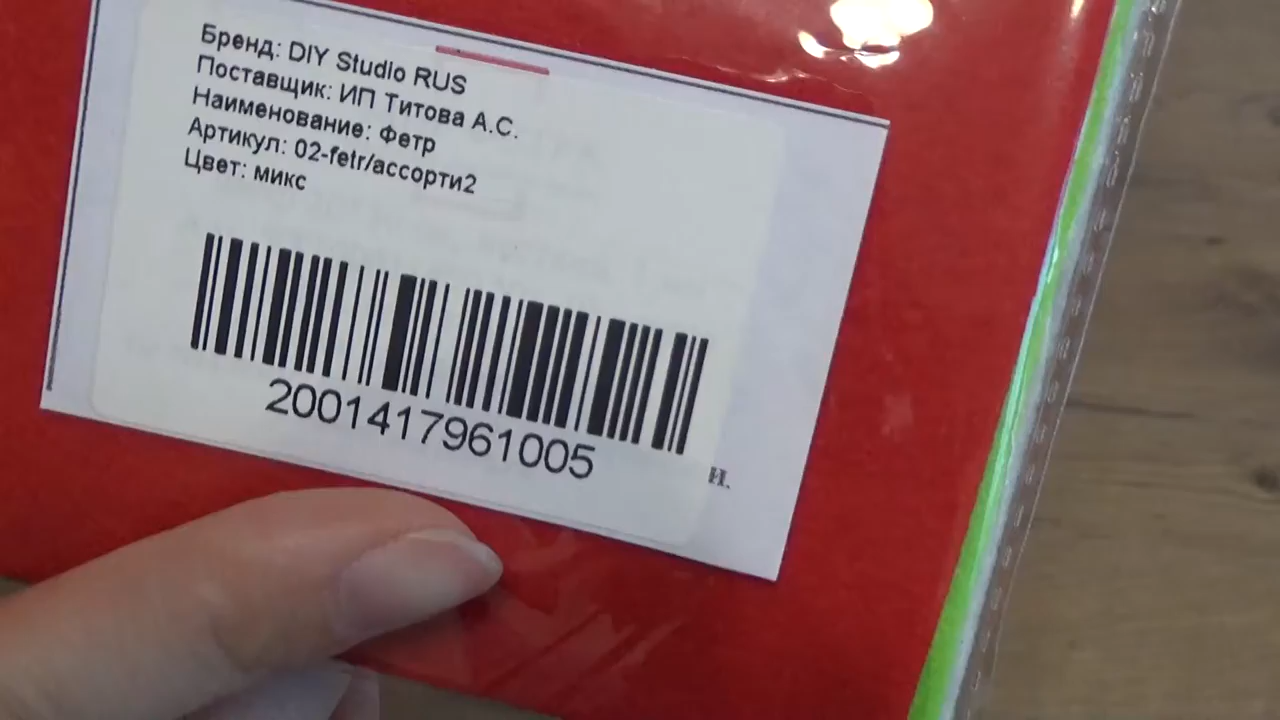 Бренд: DIY Studio RUS
Поставщик: ИП Титова А.С.
Наименование: Фетр
Артикул: 02-fetr/ассорти2
Цвет: микс
2001417961005
и.